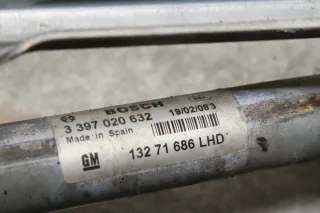 BOSCH
3 397 020 632
19/02/083
Made in Spain
GM
132 71 686 LHD